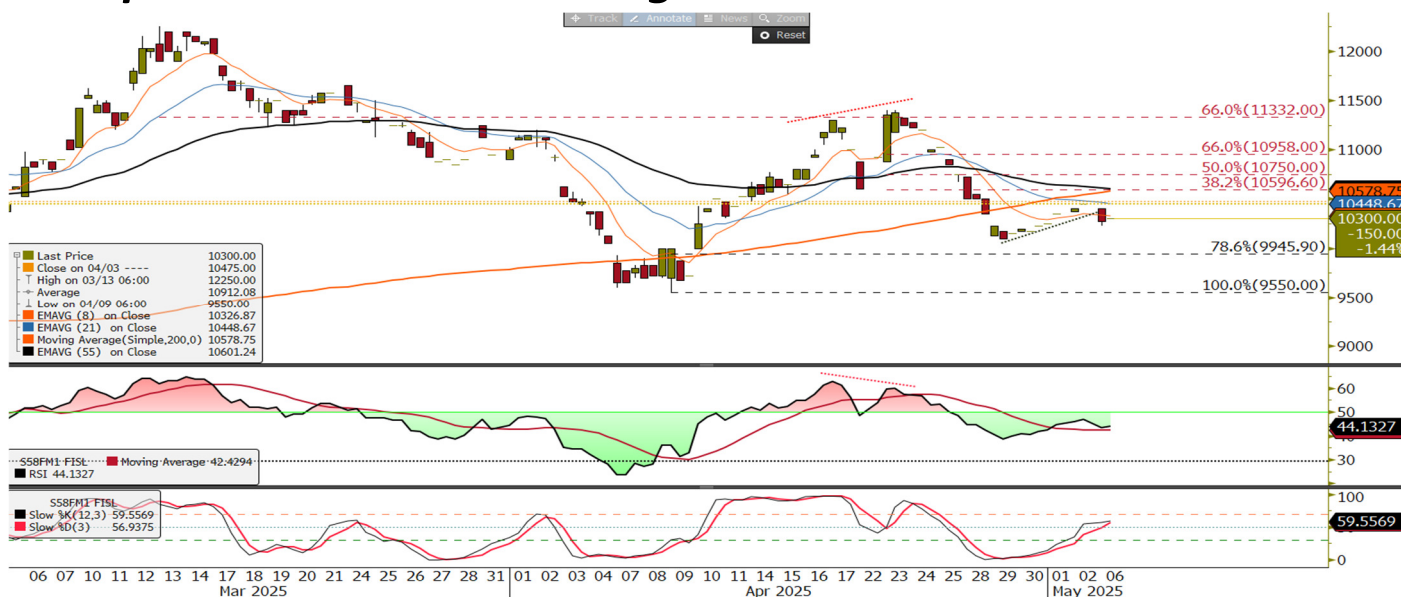 Track Annotate News Zoom
Reset
12000
11500
66.0%(11332.00)
11000
66.0%(10958.00)
50.0%(10750.00)
38.2%(10596.60)
10578.75
10448.67
10300.00
-150.00
-1.44%
78.6%(9945.90)
100.0%(9550.00)
9500
9000
Last Price 10300.00
Close on 04/03 ---- 10475.00
High on 03/13 06:00 12250.00
Average 10912.08
Low on 04/09 06:00 9550.00
EMAVG (8) on Close 10326.87
EMAVG (21) on Close 10448.67
Moving Average(Simple,200,0) 10578.75
EMAVG (55) on Close 10601.24
60
50
44.1327
30
S58FM1 FISL Moving Average 42.4294
RSI 44.1327
S58FM1 FISL
Slow %K(12,3) 59.5569
Slow %D(3) 56.9375
100
59.5569
0
06 07 10 11 12 13 14 17 18 19 20 21 24 25 26 27 28 31 01 02 03 04 07 08 09 10 11 14 15 16 17 22 23 24 25 28 29 30 01 02 06
Mar 2025 Apr 2025 May 2025